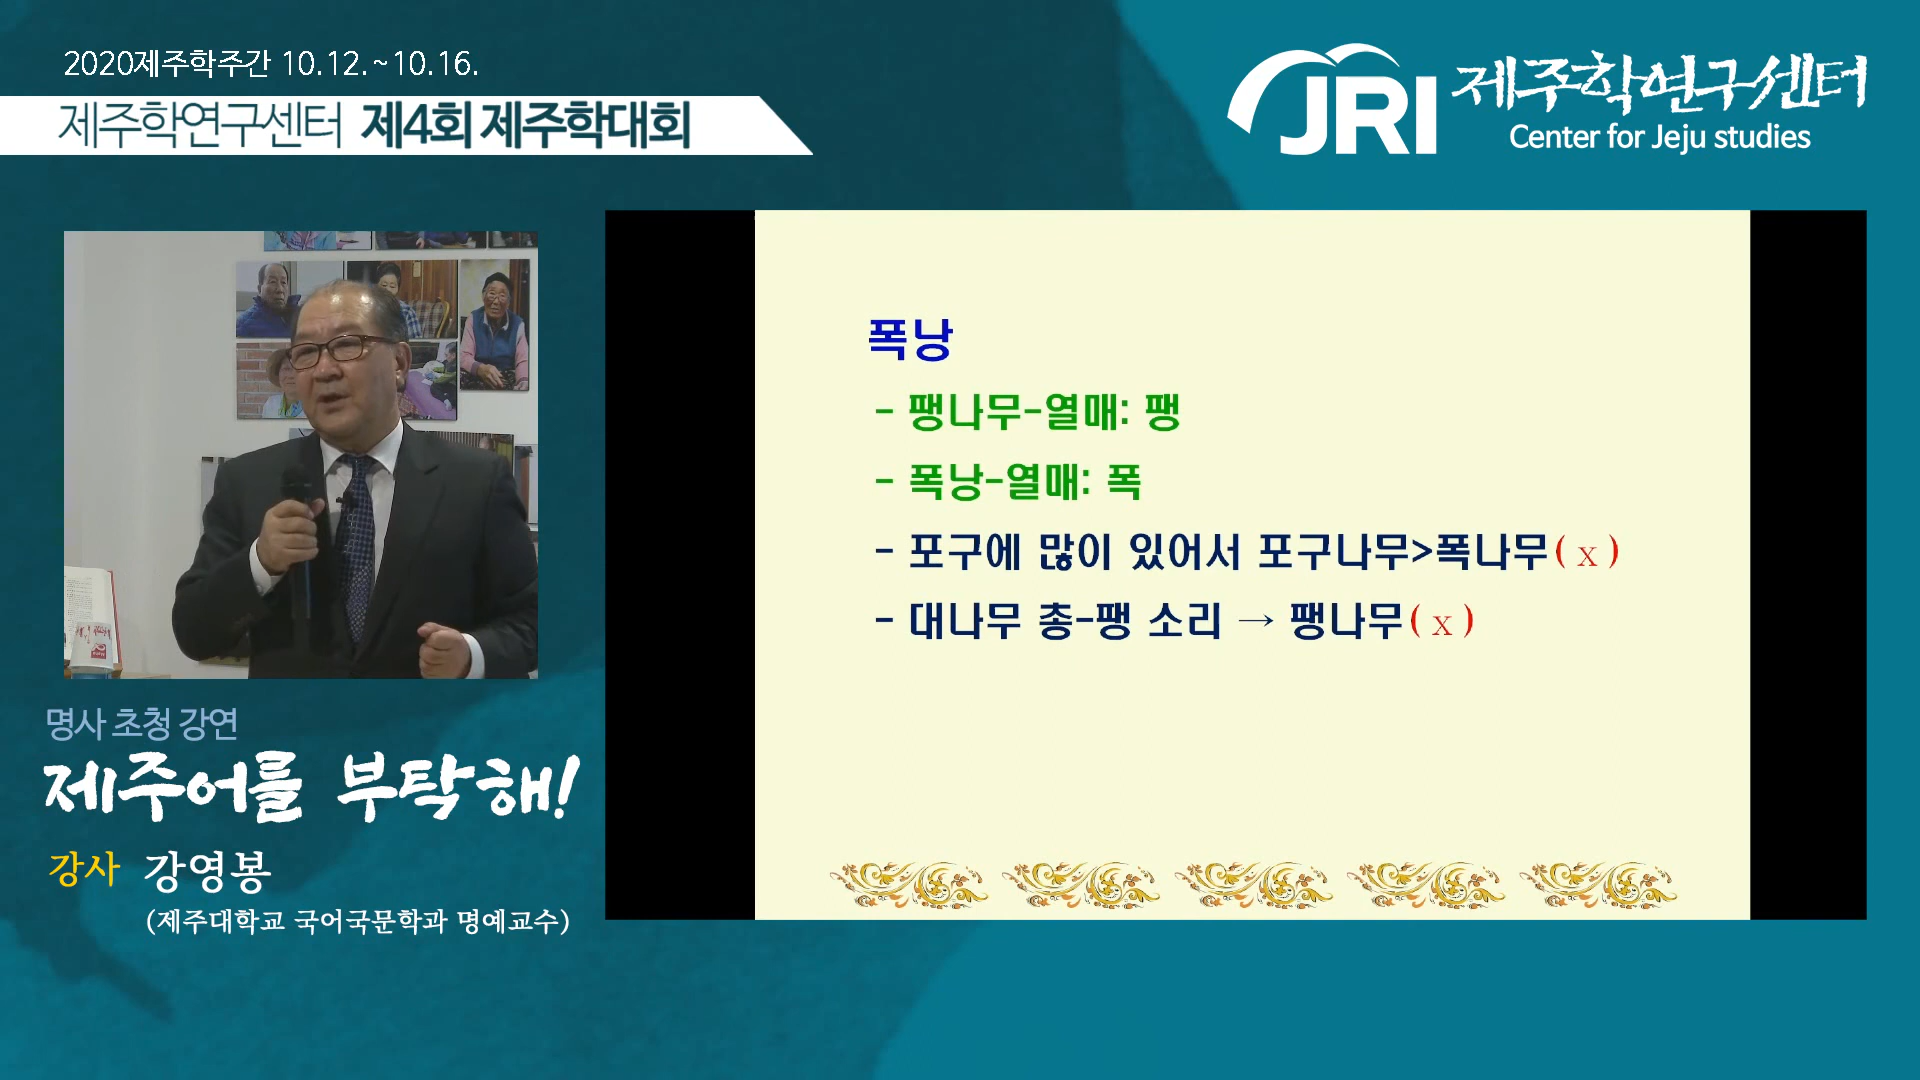 2020제주학주간 10.12.~10.16.
제주학연구센터 제4회 제주학대회
JRI 제주학연구센터
Center for Jeju studies
폭낭
- 팽나무-열매: 팽
- 폭낭-열매: 폭
- 포구에 많이 있어서 포구나무>폭나무( x )
- 대나무 총-팽 소리 → 팽나무( x )
명사 초청 강연
제주어를 부탁해!
강사 강영봉
(제주대학교 국어국문학과 명예교수)